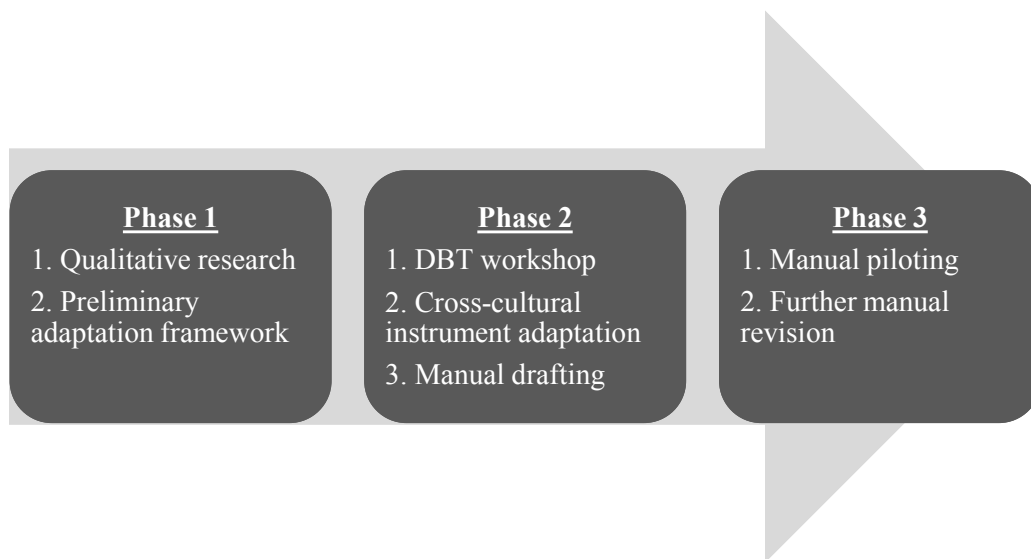 Phase 1
1. Qualitative research
2. Preliminary
adaptation framework
Phase 2
1. DBT workshop
2. Cross-cultural
instrument adaptation
3. Manual drafting
Phase 3
1. Manual piloting
2. Further manual
revision